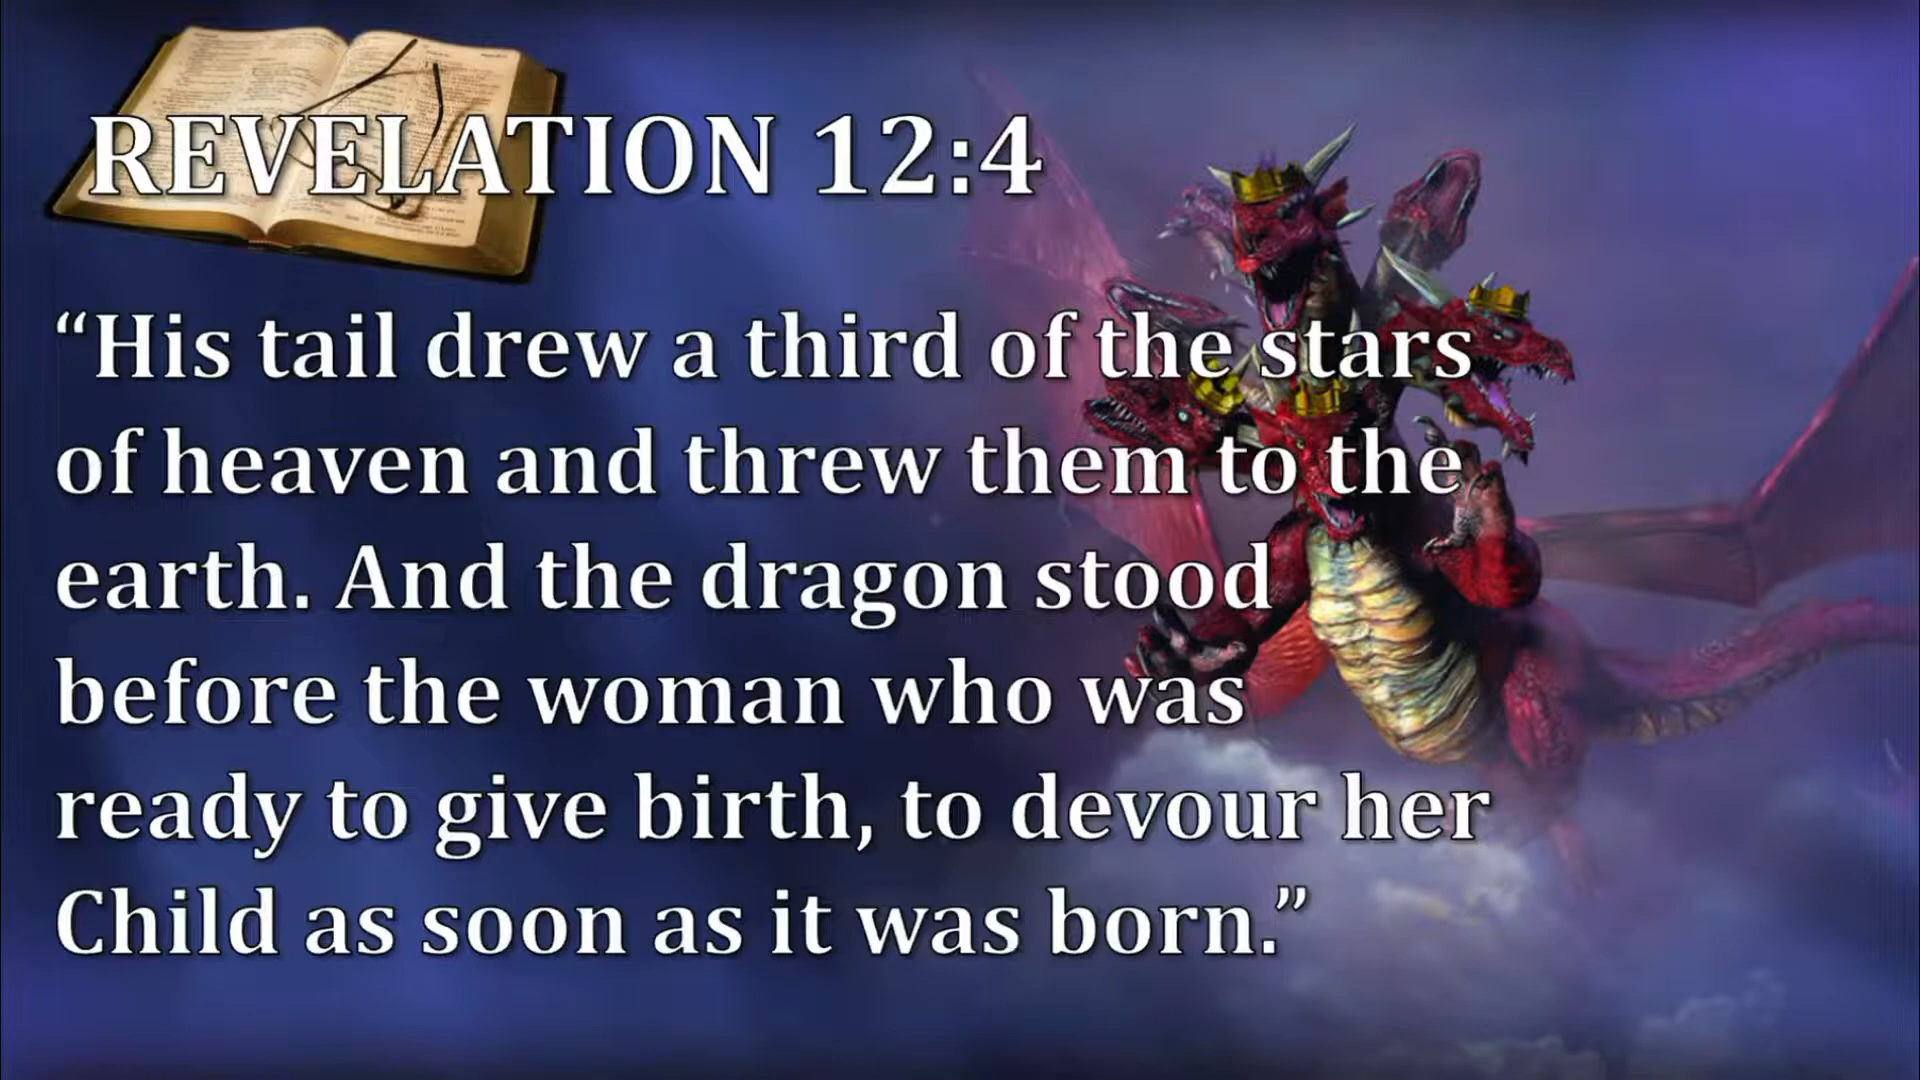 REVELATION 12:4
“His tail drew a third of the stars
of heaven and threw them to the
earth. And the dragon stood
before the woman who was
ready to give birth, to devour her
Child as soon as it was born.”